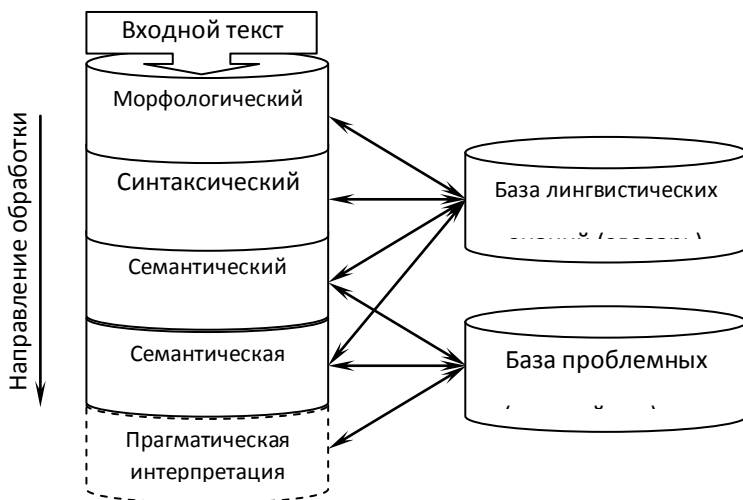 Входной текст
Морфологический
Синтаксический
Семантический
Семантическая
Прагматическая
интерпретация
Направление обработки
База лингвистических
База проблемных